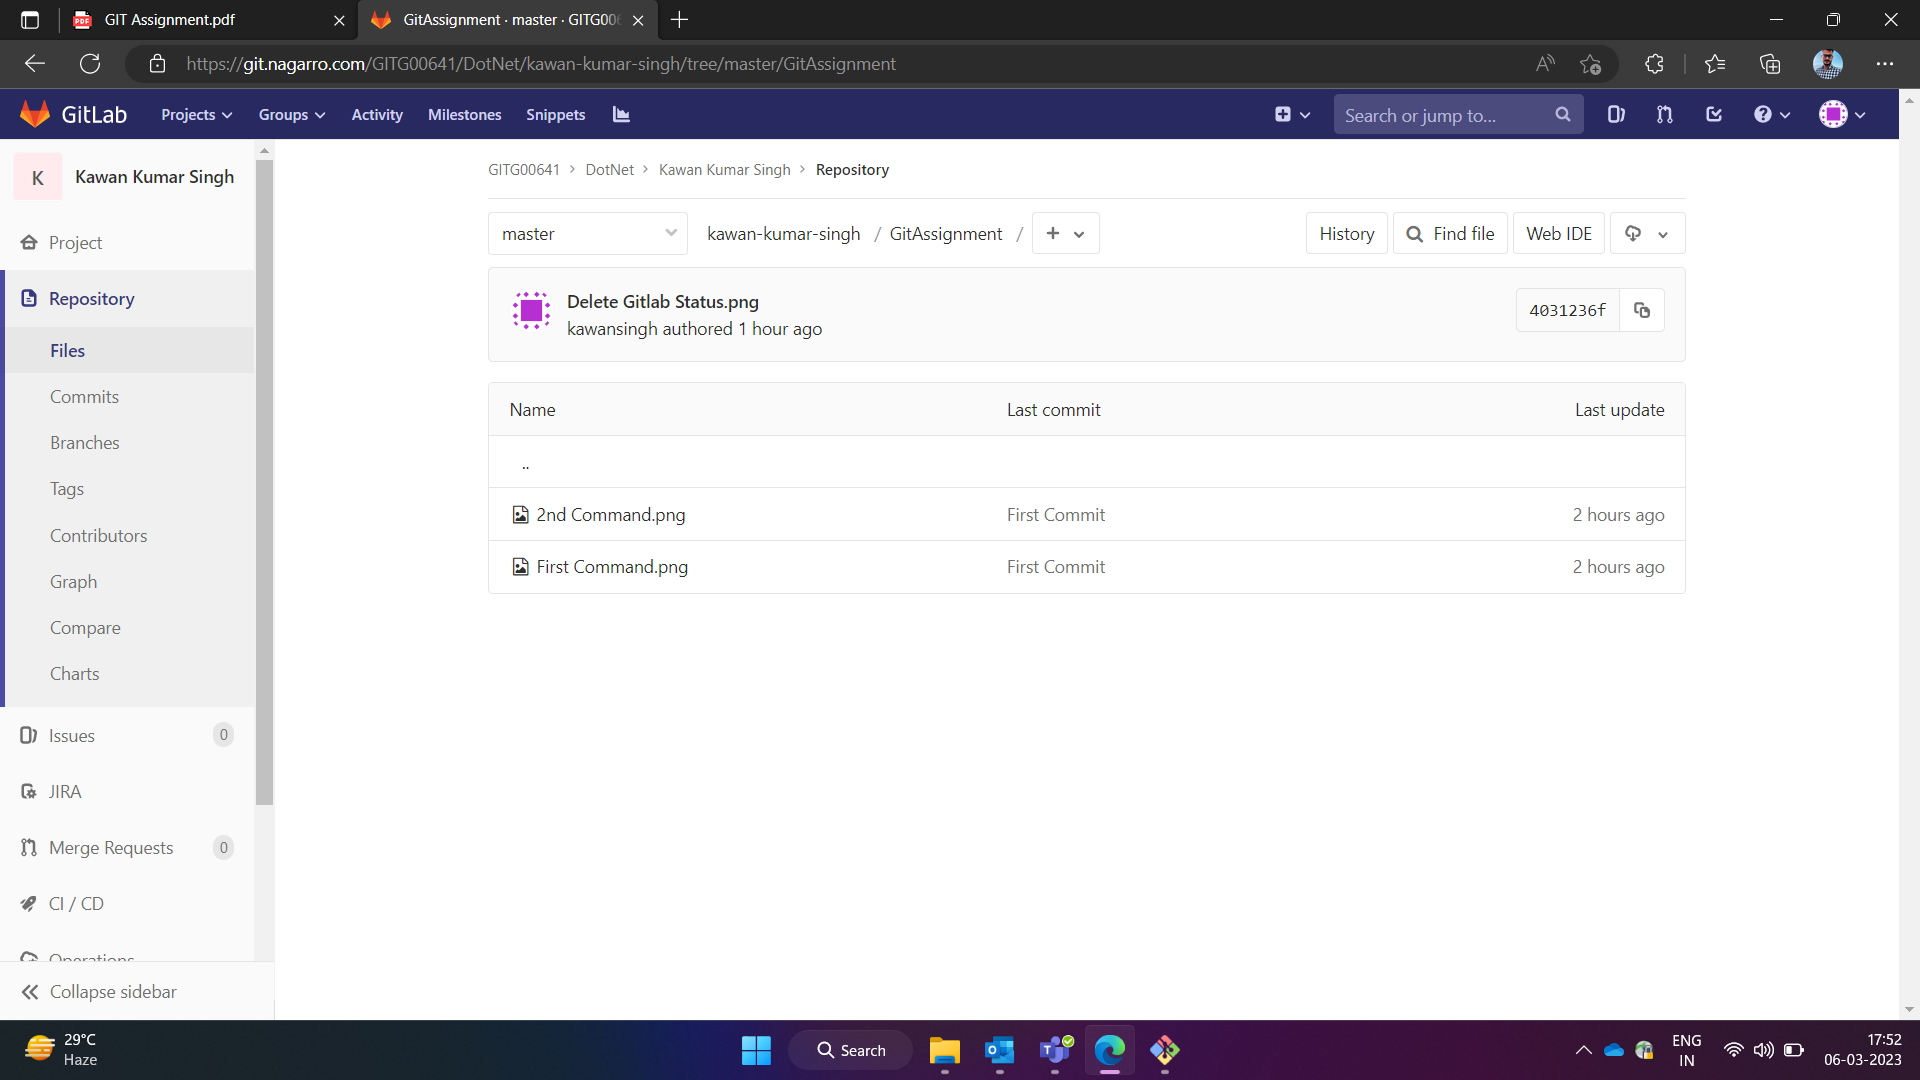 GIT Assignment.pdf
GitAssignment · master · GITG006
https://git.nagarro.com/GITG00641/DotNet/kawan-kumar-singh/tree/master/GitAssignment
GitLab Projects Groups Activity Milestones Snippets Search or jump to...
K Kawan Kumar Singh
Project
Repository
Files
Commits
Branches
Tags
Contributors
Graph
Compare
Charts
Issues 0
JIRA
Merge Requests 0
CI / CD
Operations
Collapse sidebar
GITG00641 > DotNet > Kawan Kumar Singh > Repository
master kawan-kumar-singh / GitAssignment / + History Find file Web IDE
Delete Gitlab Status.png
kawansingh authored 1 hour ago
4031236f
Name Last commit Last update
..
2nd Command.png First Commit 2 hours ago
First Command.png First Commit 2 hours ago
29°C
Haze
Search
ENG
IN
17:52
06-03-2023